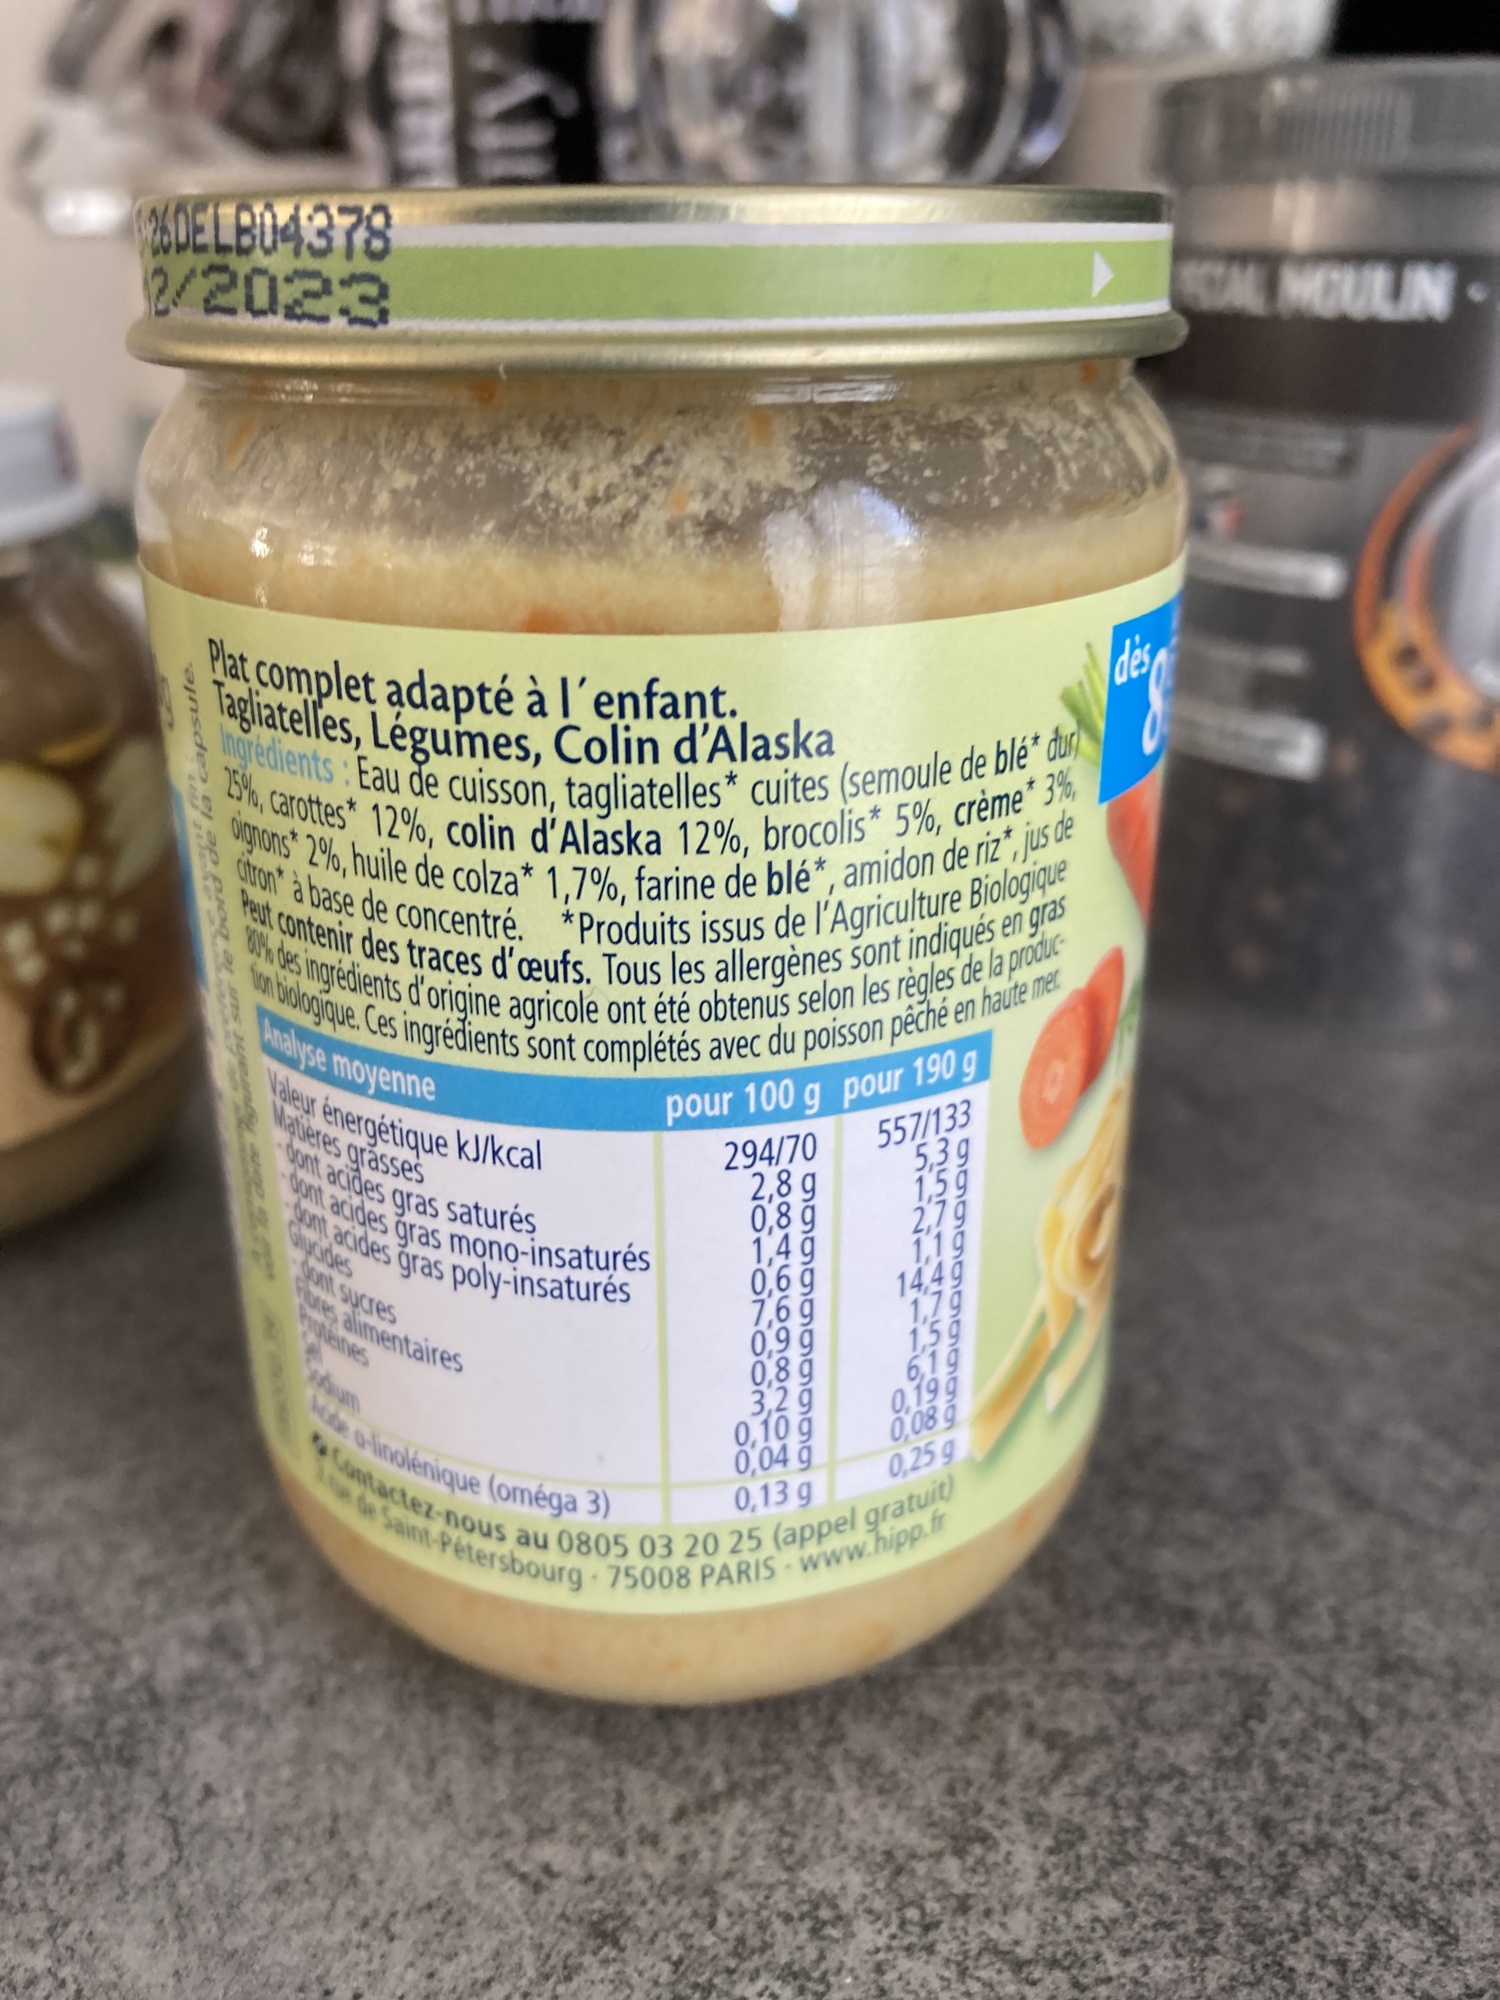 26DELB04378
2/2023
Plat complet adapté à l´enfant.
Tagliatelles, Légumes, Colin d'Alaska
Ingrédients : Eau de cuisson, tagliatelles* cuites (semoule de blé* dur)
25%, carottes* 12%, colin d'Alaska 12%, brocolis* 5%, crème* 3%,
oignons* 2%, huile de colza* 1,7%, farine de blé*, amidon de riz*, jus de
citron* à base de concentré. *Produits issus de l'Agriculture Biologique
Peut contenir des traces d'œufs. Tous les allergènes sont indiqués en gras
80% des ingrédients d'origine agricole ont été obtenus selon les règles de la produc-
tion biologique. Ces ingrédients sont complétés avec du poisson pêché en haute mer.
Analyse moyenne pour 100 g pour 190 g
Valeur énergétique kJ/kcal 294/70 557/133
Matières grasses 2,8 g 5,3 g
- dont acides gras saturés 0,8 g 1,5 g
- dont acides gras mono-insaturés 1,4 g 2,7 g
- dont acides gras poly-insaturés 0,6 g 1,1 g
Glucides 7,6 g 14,4 g
- dont sucres 0,9 g 1,7 g
Fibres alimentaires 0,8 g 1,5 g
Protéines 3,2 g 6,1 g
Sel 0,10 g 0,19 g
Sodium 0,04 g 0,08 g
Acide α-linolénique (oméga 3) 0,13 g 0,25 g
Contactez-nous au 0805 03 20 25 (appel gratuit)
rue de Saint-Pétersbourg · 75008 PARIS · www.hipp.fr
dès
8
la capsule.
MOULIN